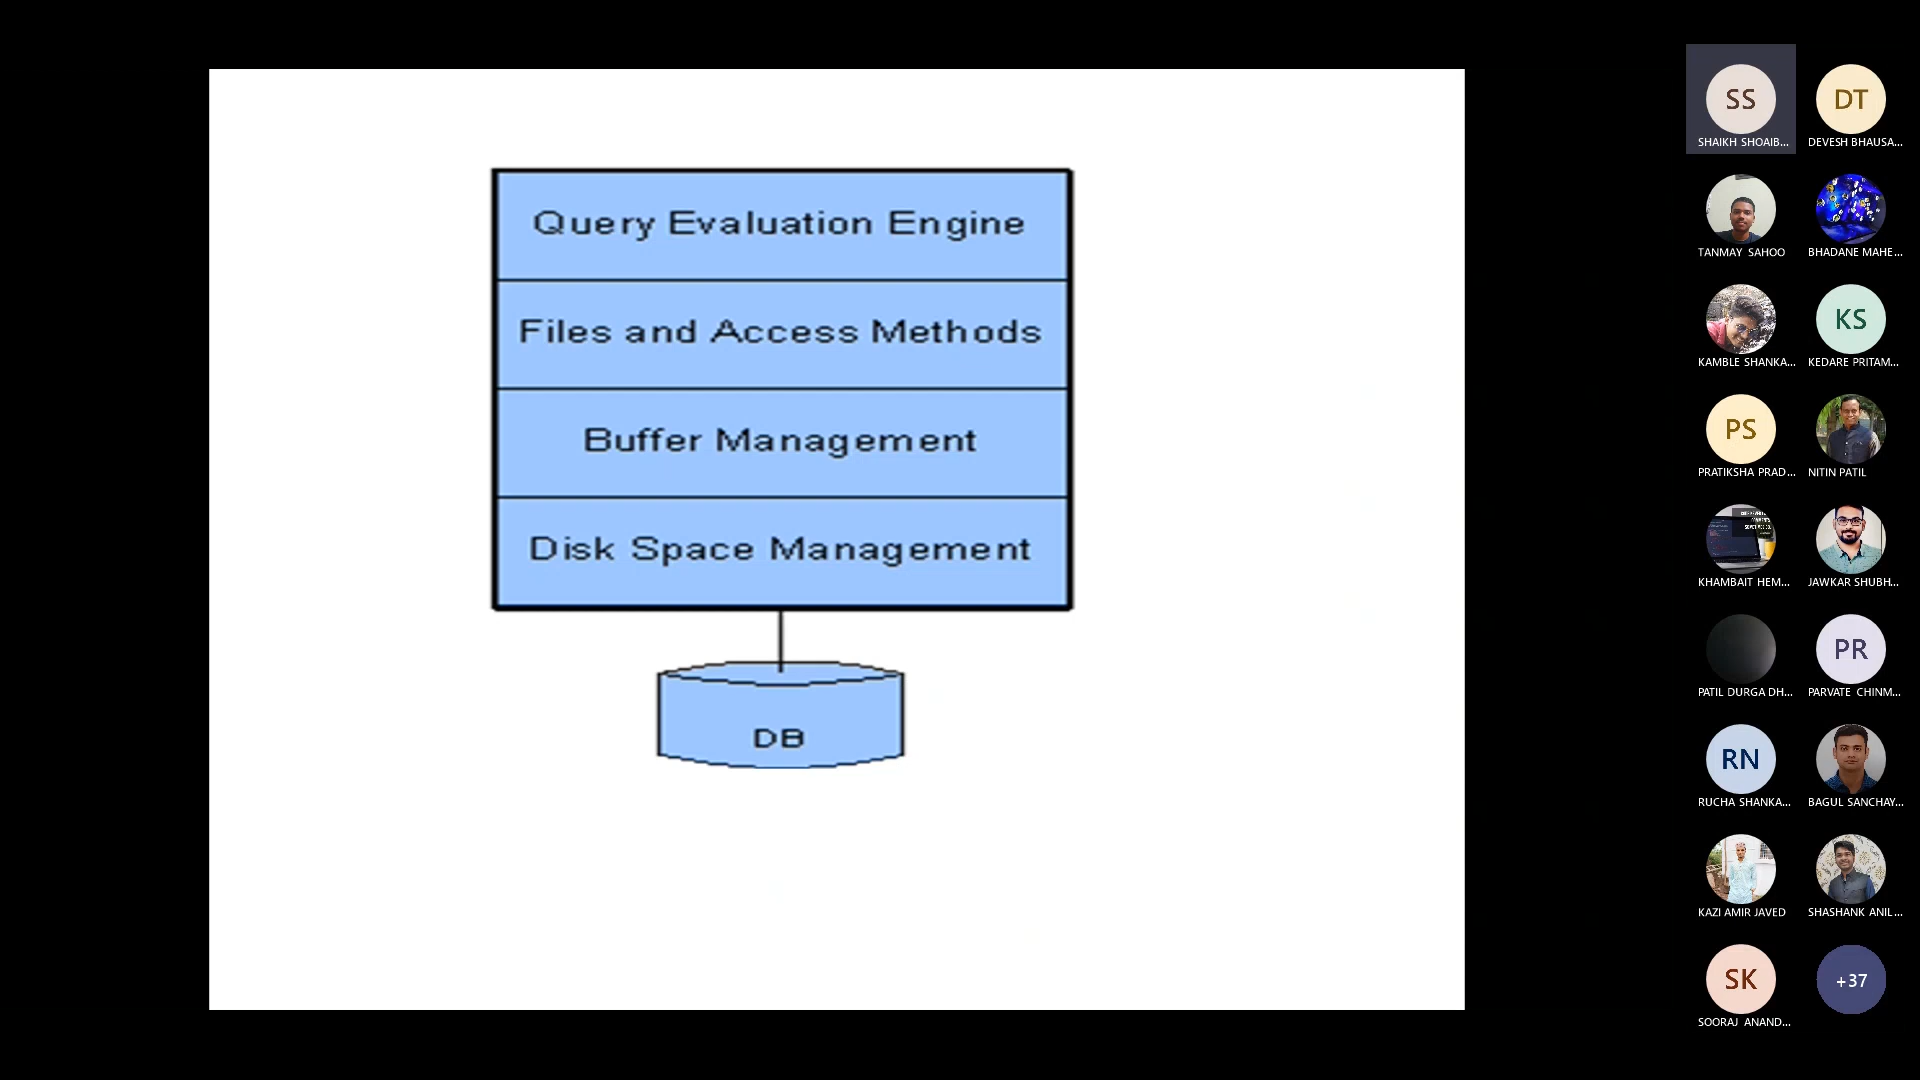 Query Evaluation Engine
Files and Access Methods
Buffer Management
Disk Space Management
DB
SS
SHAIKH SHOAIB...
DT
DEVESH BHAUSA...
TANMAY SAHOO
BHADANE MAHE...
KAMBLE SHANKA...
KS
KEDARE PRITAM...
PS
PRATIKSHA PRAD...
NITIN PATIL
KHAMBAIT HEM...
JAWKAR SHUBH...
PATIL DURGA DH...
PR
PARVATE CHINM...
RN
RUCHA SHANKA...
BAGUL SANCHAY...
KAZI AMIR JAVED
SHASHANK ANIL...
SK
SOORAJ ANAND...
+37